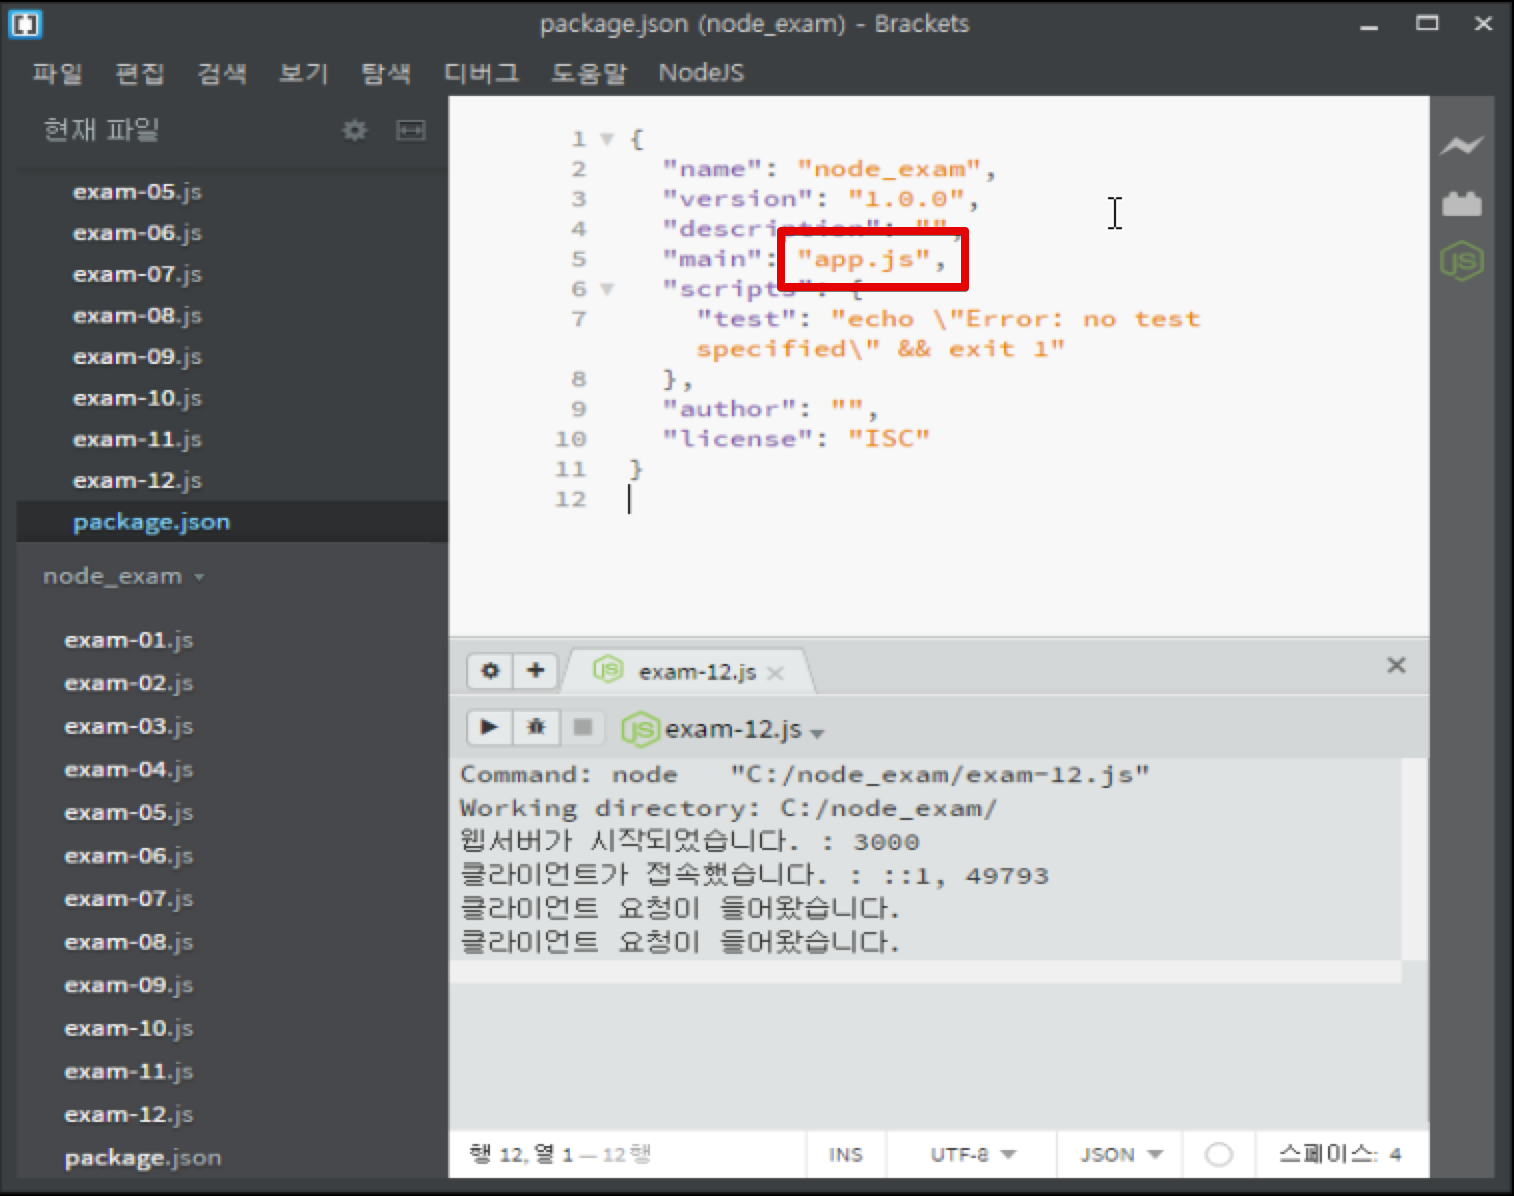 package.json (node_exam) - Brackets
파일 편집 검색 보기 탐색 디버그 도움말 NodeJS
현재 파일
exam-05.js
exam-06.js
exam-07.js
exam-08.js
exam-09.js
exam-10.js
exam-11.js
exam-12.js
package.json
node_exam
exam-01.js
exam-02.js
exam-03.js
exam-04.js
exam-05.js
exam-06.js
exam-07.js
exam-08.js
exam-09.js
exam-10.js
exam-11.js
exam-12.js
package.json
1 {
2 "name": "node_exam",
3 "version": "1.0.0",
4 "description": "",
5 "main": "app.js",
6 "scripts": {
7 "test": "echo \"Error: no test
specified\" && exit 1"
8 },
9 "author": "",
10 "license": "ISC"
11 }
12
exam-12.js
exam-12.js
Command: node "C:/node_exam/exam-12.js"
Working directory: C:/node_exam/
웹서버가 시작되었습니다. : 3000
클라이언트가 접속했습니다. : ::1, 49793
클라이언트 요청이 들어왔습니다.
클라이언트 요청이 들어왔습니다.
행 12, 열 1 — 12 행 INS UTF-8 JSON 스페이스: 4
JS
JS
JS